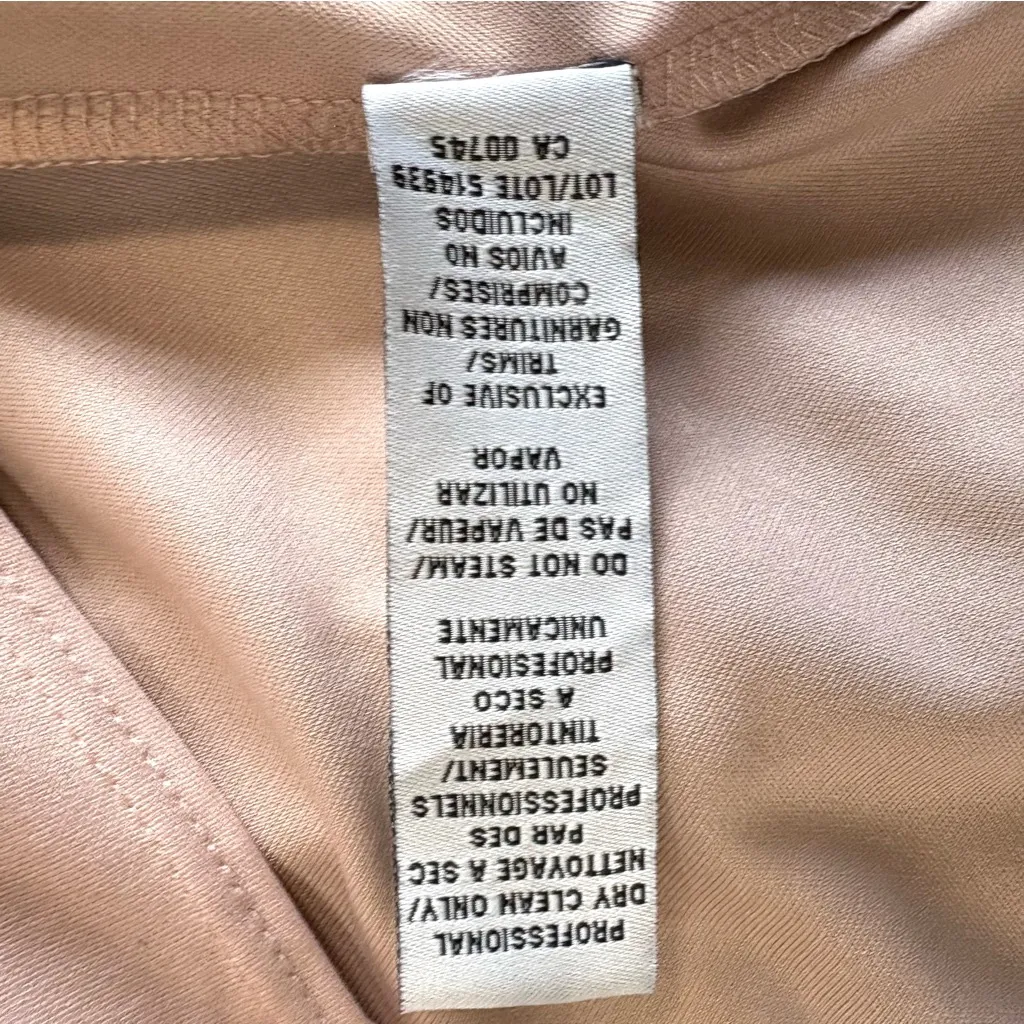 PROFESSIONAL
DRY CLEAN ONLY/
NETTOYAGE A SEC
PAR DES
PROFESSIONNELS
SEULEMENT/
TINTORERIA
A SECO
PROFESIONAL
UNICAMENTE
DO NOT STEAM/
PAS DE VAPEUR/
NO UTILIZAR
VAPOR
EXCLUSIVE OF
TRIMS/
GARNITURES NON
COMPRISES/
AVIOS NO
INCLUIDOS
LOT/LOTE 514939
CA 00745